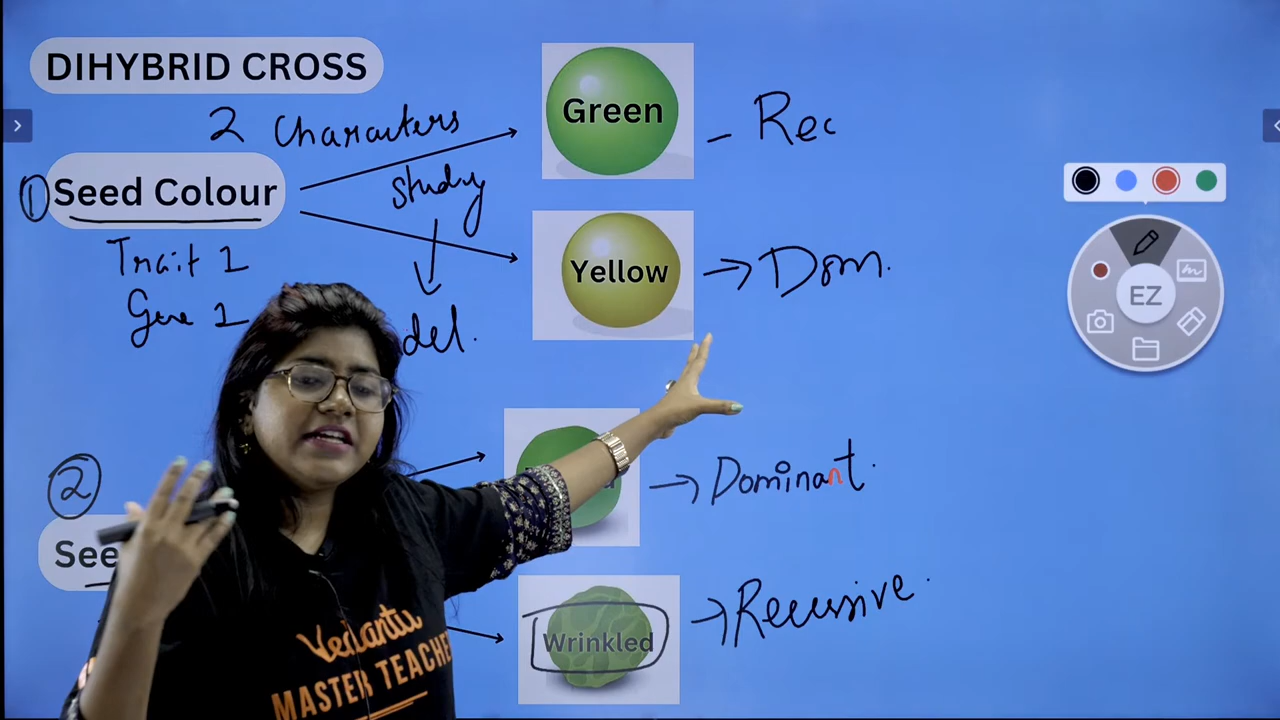 DIHYBRID CROSS
2 Characters
Green
- Rec
1 Seed Colour
study
Trait 1
Gene 1
del.
Yellow
→ Dom.
2
→ Dominant.
See
Wrinkled
→ Recessive.
EZ
Vedantu
MASTER TEACHE